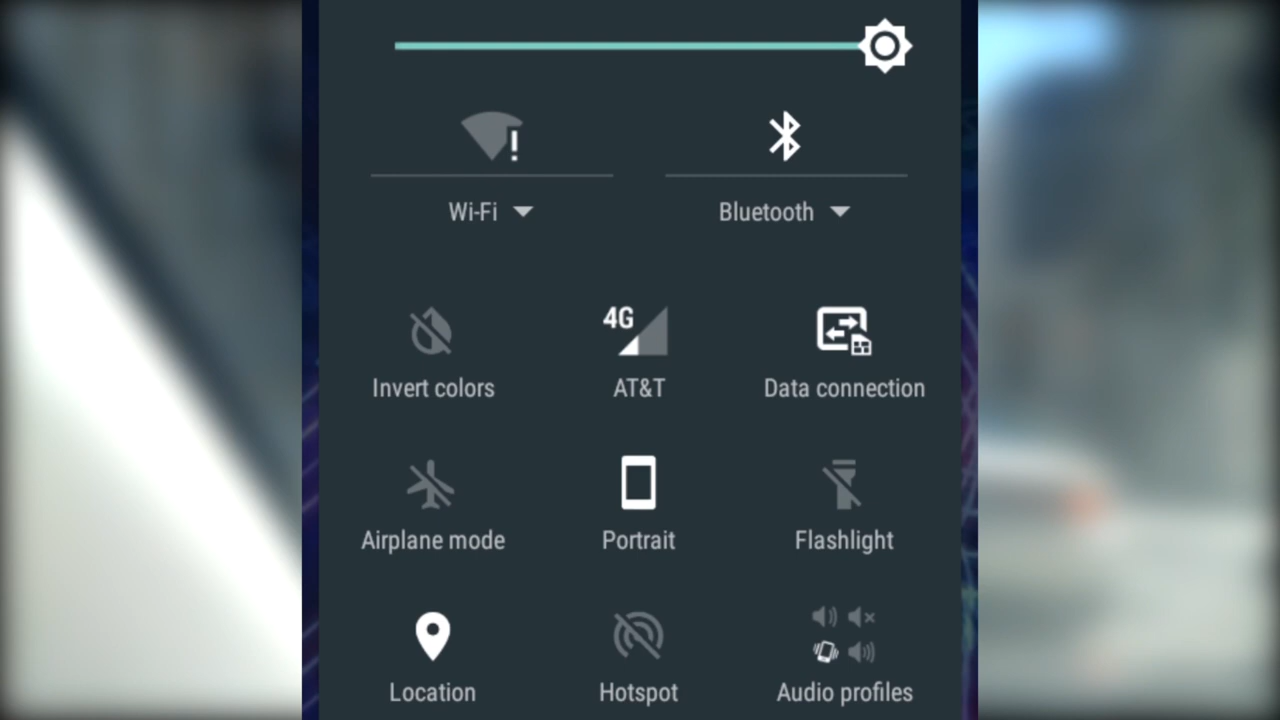 Wi-Fi
Bluetooth
4G
Invert colors
AT&T
Data connection
Airplane mode
Portrait
Flashlight
Location
Hotspot
Audio profiles